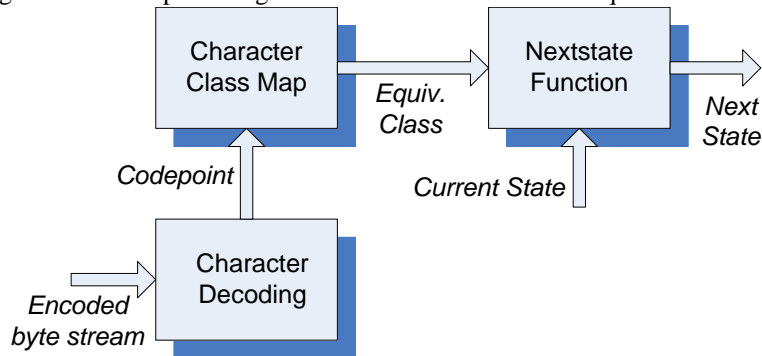 Character
Class Map
Equiv.
Class
Nextstate
Function
Next
State
Codepoint
Current State
Character
Decoding
Encoded
byte stream